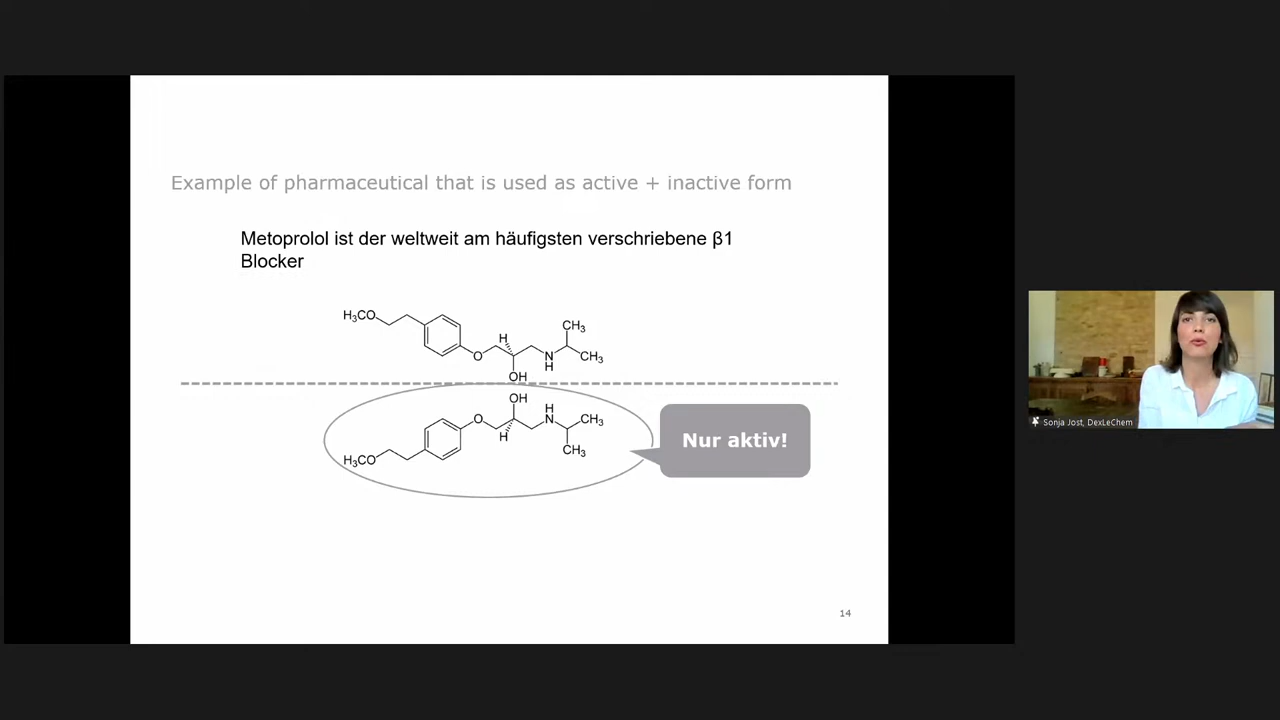 Example of pharmaceutical that is used as active + inactive form
Metoprolol ist der weltweit am häufigsten verschriebene β1
Blocker
H₃CO
O
H
OH
N
H
CH₃
CH₃
OH
O
H
H
N
CH₃
CH₃
H₃CO
Nur aktiv!
14
Sonja Jost, DexLeChem